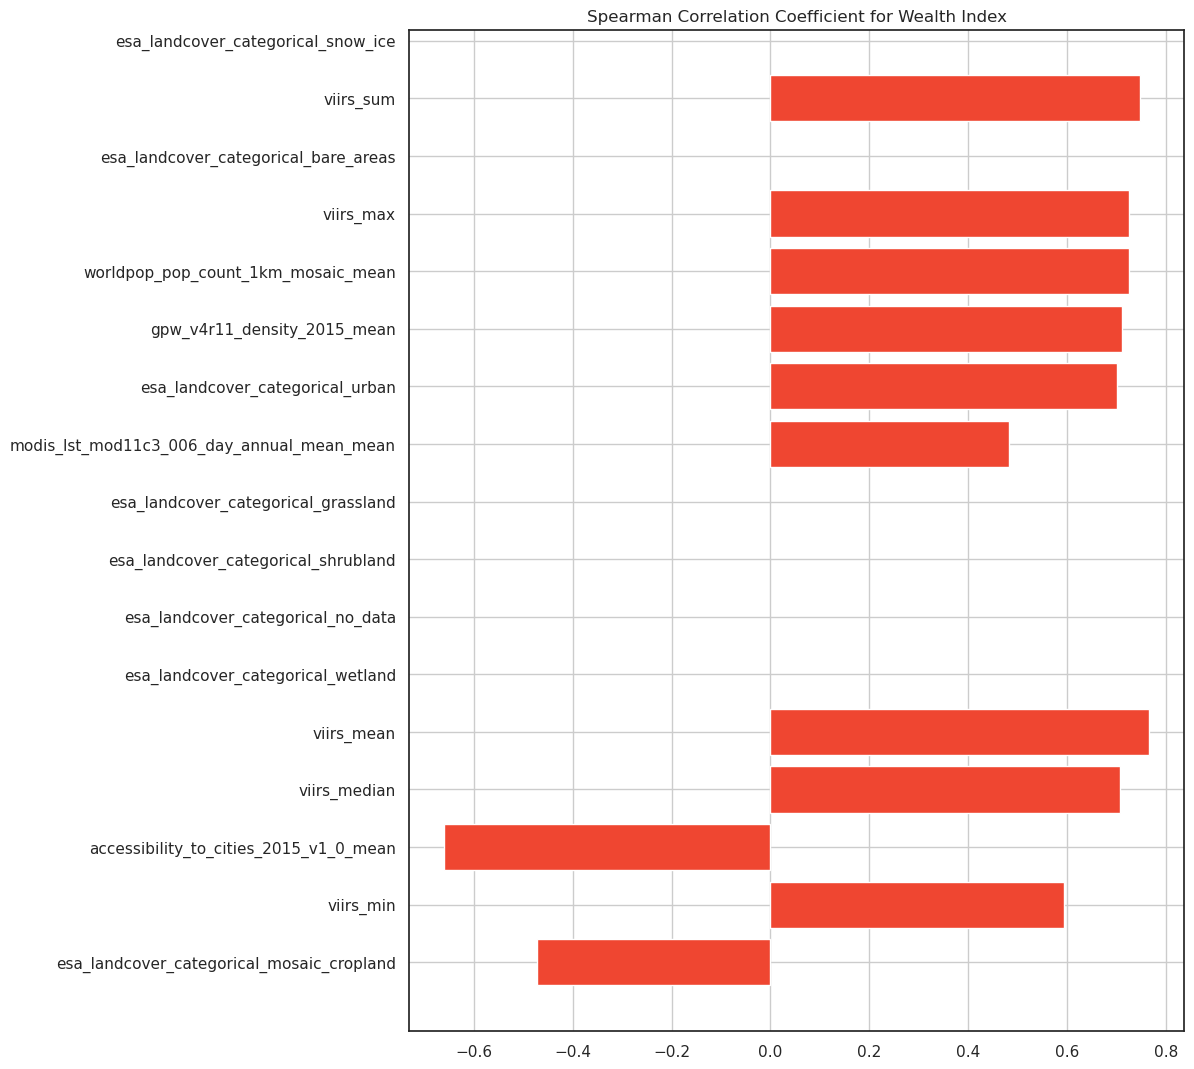 Spearman Correlation Coefficient for Wealth Index
esa_landcover_categorical_snow_ice
viirs_sum
esa_landcover_categorical_bare_areas
viirs_max
worldpop_pop_count_1km_mosaic_mean
gpw_v4r11_density_2015_mean
esa_landcover_categorical_urban
modis_lst_mod11c3_006_day_annual_mean_mean
esa_landcover_categorical_grassland
esa_landcover_categorical_shrubland
esa_landcover_categorical_no_data
esa_landcover_categorical_wetland
viirs_mean
viirs_median
accessibility_to_cities_2015_v1_0_mean
viirs_min
esa_landcover_categorical_mosaic_cropland
−0.6 −0.4 −0.2 0.0 0.2 0.4 0.6 0.8